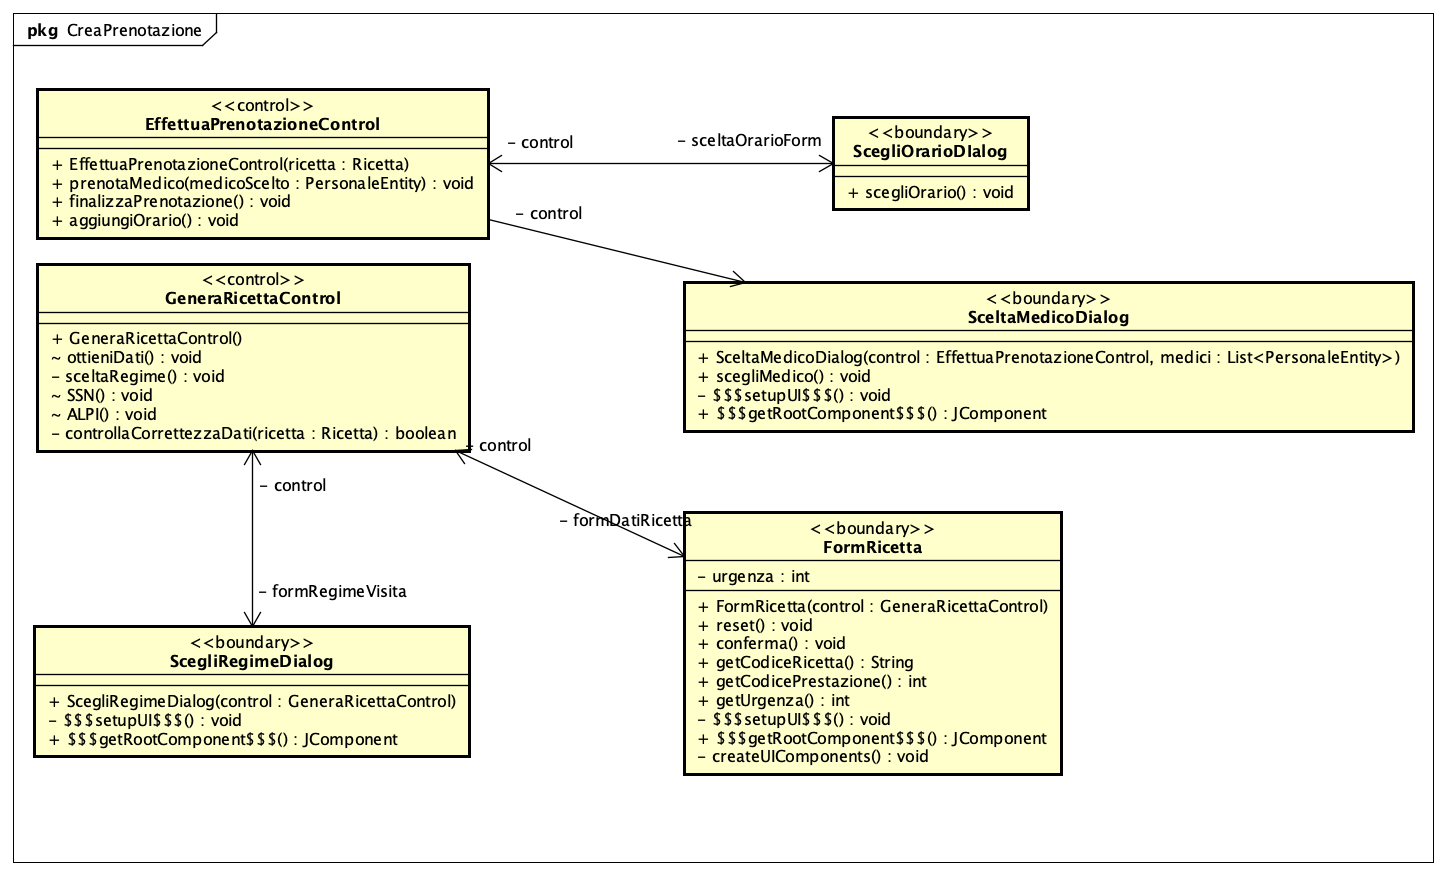 pkg CreaPrenotazione
<<control>>
EffettuaPrenotazioneControl
+ EffettuaPrenotazioneControl(ricetta : Ricetta)
+ prenotaMedico(medicoScelto : PersonaleEntity) : void
+ finalizzaPrenotazione() : void
+ aggiungiOrario() : void
- control
- sceltaOrarioForm
<<boundary>>
ScegliOrarioDIalog
+ scegliOrario() : void
- control
<<control>>
GeneraRicettaControl
+ GeneraRicettaControl()
~ ottieniDati() : void
- sceltaRegime() : void
~ SSN() : void
~ ALPI() : void
- controllaCorrettezzaDati(ricetta : Ricetta) : boolean
<<boundary>>
SceltaMedicoDialog
+ SceltaMedicoDialog(control : EffettuaPrenotazioneControl, medici : List<PersonaleEntity>)
+ scegliMedico() : void
- $$$setupUI$$$() : void
+ $$$getRootComponent$$$() : JComponent
- control
- control
- formDatiRicetta
- formRegimeVisita
<<boundary>>
FormRicetta
- urgenza : int
+ FormRicetta(control : GeneraRicettaControl)
+ reset() : void
+ conferma() : void
+ getCodiceRicetta() : String
+ getCodicePrestazione() : int
+ getUrgenza() : int
- $$$setupUI$$$() : void
+ $$$getRootComponent$$$() : JComponent
- createUIComponents() : void
<<boundary>>
ScegliRegimeDialog
+ ScegliRegimeDialog(control : GeneraRicettaControl)
- $$$setupUI$$$() : void
+ $$$getRootComponent$$$() : JComponent